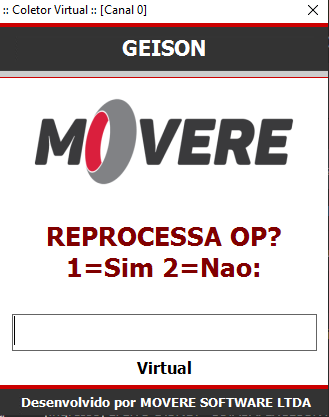 :: Coletor Virtual :: [Canal 0]
GEISON
MOVERE
REPROCESSA OP?
1=Sim 2=Nao:
Virtual
Desenvolvido por MOVERE SOFTWARE LTDA